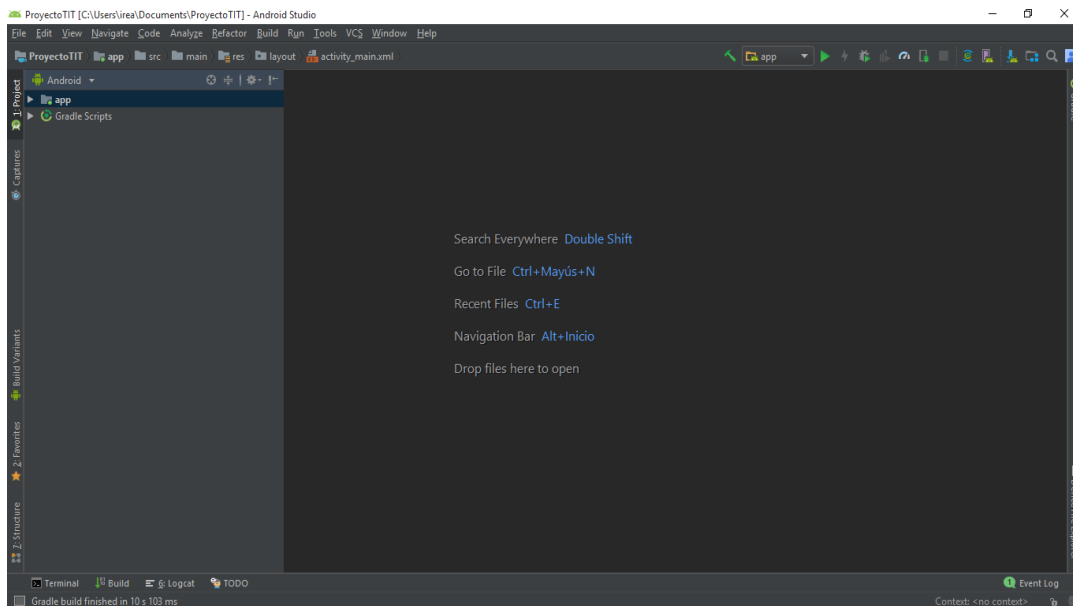 ProyectoTIT [C:\Users\irea\Documents\ProyectoTIT] - Android Studio
File Edit View Navigate Code Analyze Refactor Build Run Tools VCS Window Help
ProyectoTIT app src main res layout activity_main.xml
app
Android
1: Project
app
Gradle Scripts
Captures
Search Everywhere Double Shift
Go to File Ctrl+Mayús+N
Recent Files Ctrl+E
Navigation Bar Alt+Inicio
Drop files here to open
Build Variants
2: Favorites
7: Structure
Terminal Build 6: Logcat TODO
1 Event Log
Gradle build finished in 10 s 103 ms
Context: <no context>